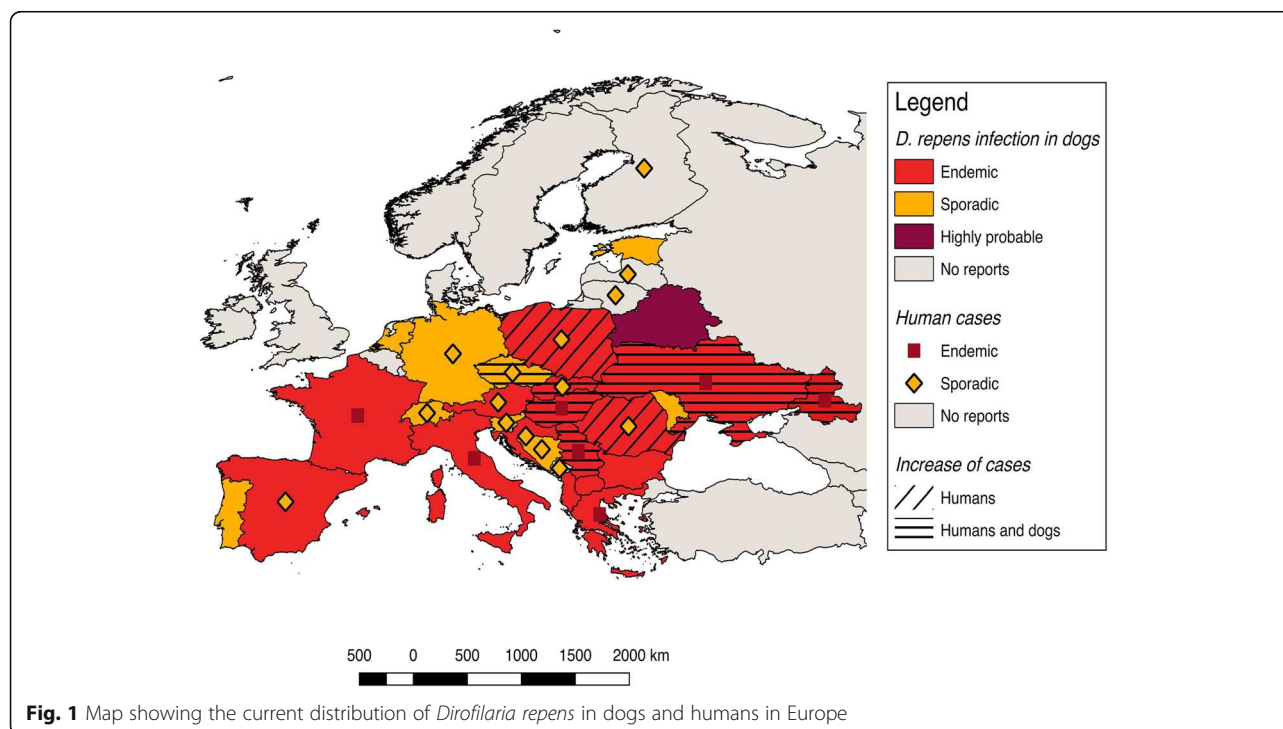 Legend
D. repens infection in dogs
Endemic
Sporadic
Highly probable
No reports
Human cases
Endemic
Sporadic
No reports
Increase of cases
Humans
Humans and dogs
500 0 500 1000 1500 2000 km
Fig. 1 Map showing the current distribution of Dirofilaria repens in dogs and humans in Europe